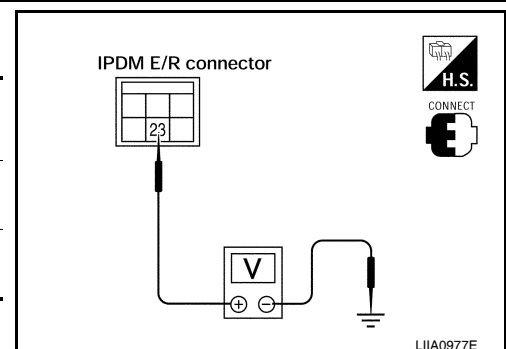 IPDM E/R connector
H.S.
CONNECT
23
V
+ −
LIIA0977E